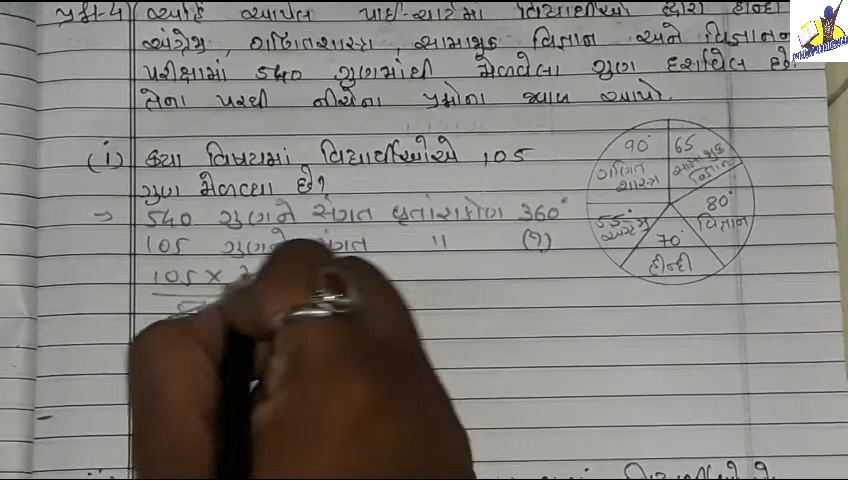 પ્રશ્ન-4 અહીં આપેલ પાઈ-ચાર્ટમાં વિદ્યાર્થીઓ દ્વારા હિન્દી
અંગ્રેજી, ગણિતશાસ્ત્ર, સામાજીક વિજ્ઞાન અને વિજ્ઞાનન
પરીક્ષામાં 540 ગુણમાંથી મેળવેલા ગુણ દર્શાવેલ છે.
તેના પરથી નીચેના પ્રશ્નોના જવાબ આપો.
(i) કયા વિષયમાં વિદ્યાર્થીઓએ 105
ગુણ મેળવ્યા છે?
→ 540 ગુણને સંગત વૃતાંશકોણ 360°
105 ગુણને સંગત " (?)
105 ×
90° ગણિત શાસ્ત્ર
65 સામાજીક વિજ્ઞાન
80° વિજ્ઞાન
70° હીન્દી
55° અંગ્રેજી